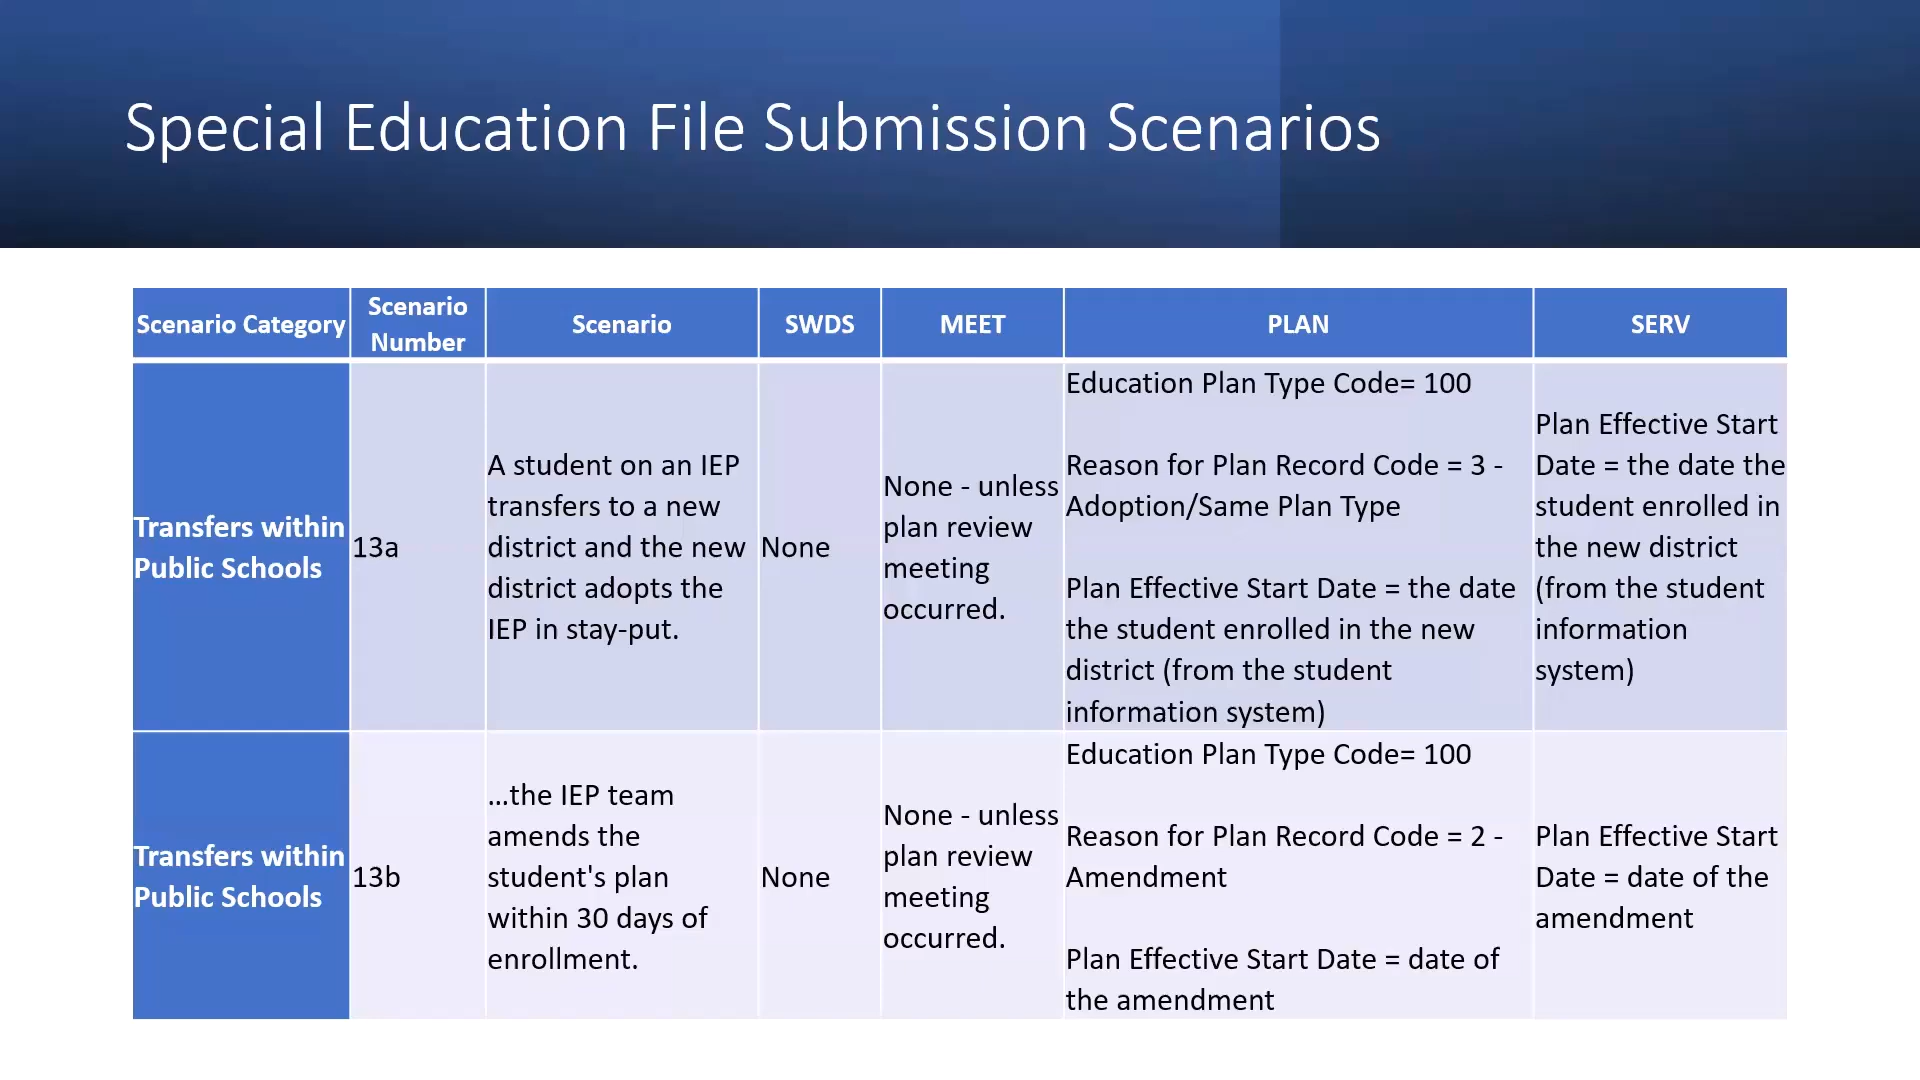 Special Education File Submission Scenarios
Scenario Category
Scenario
Number
Scenario
SWDS
MEET
PLAN
SERV
Transfers within
Public Schools
13a
A student on an IEP
transfers to a new
district and the new
district adopts the
IEP in stay-put.
None
None - unless
plan review
meeting
occurred.
Education Plan Type Code= 100
Reason for Plan Record Code = 3 -
Adoption/Same Plan Type
Plan Effective Start Date = the date
the student enrolled in the new
district (from the student
information system)
Plan Effective Start
Date = the date the
student enrolled in
the new district
(from the student
information
system)
Transfers within
Public Schools
13b
...the IEP team
amends the
student's plan
within 30 days of
enrollment.
None
None - unless
plan review
meeting
occurred.
Education Plan Type Code= 100
Reason for Plan Record Code = 2 -
Amendment
Plan Effective Start Date = date of
the amendment
Plan Effective Start
Date = date of the
amendment